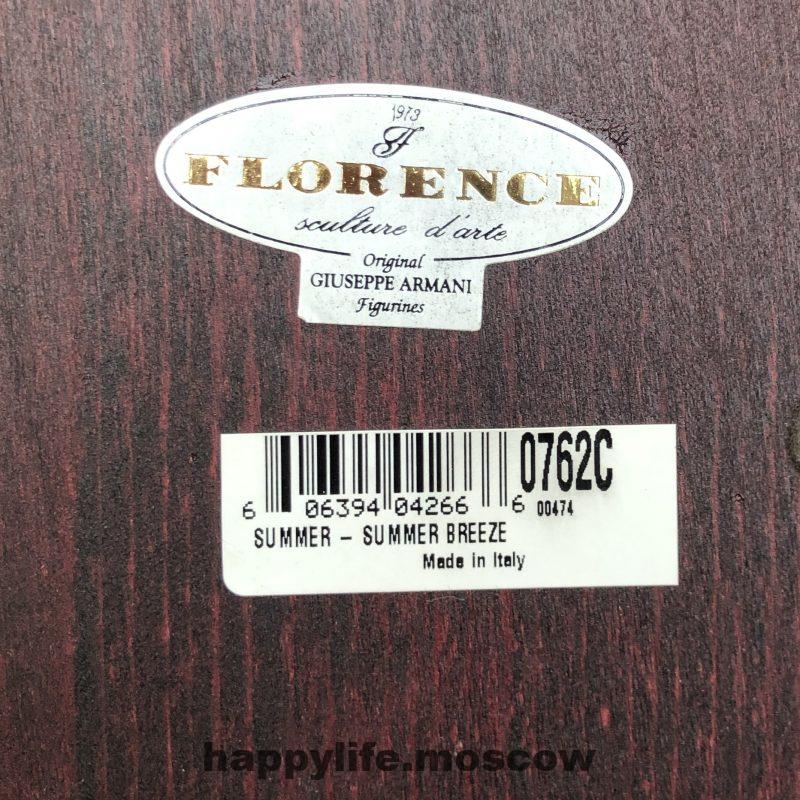 1973
F
FLORENCE
sculture d'arte
Original
GIUSEPPE ARMANI
Figurines
0762C
6 06394 04266 6 00474
SUMMER – SUMMER BREEZE
Made in Italy
happylife.moscow